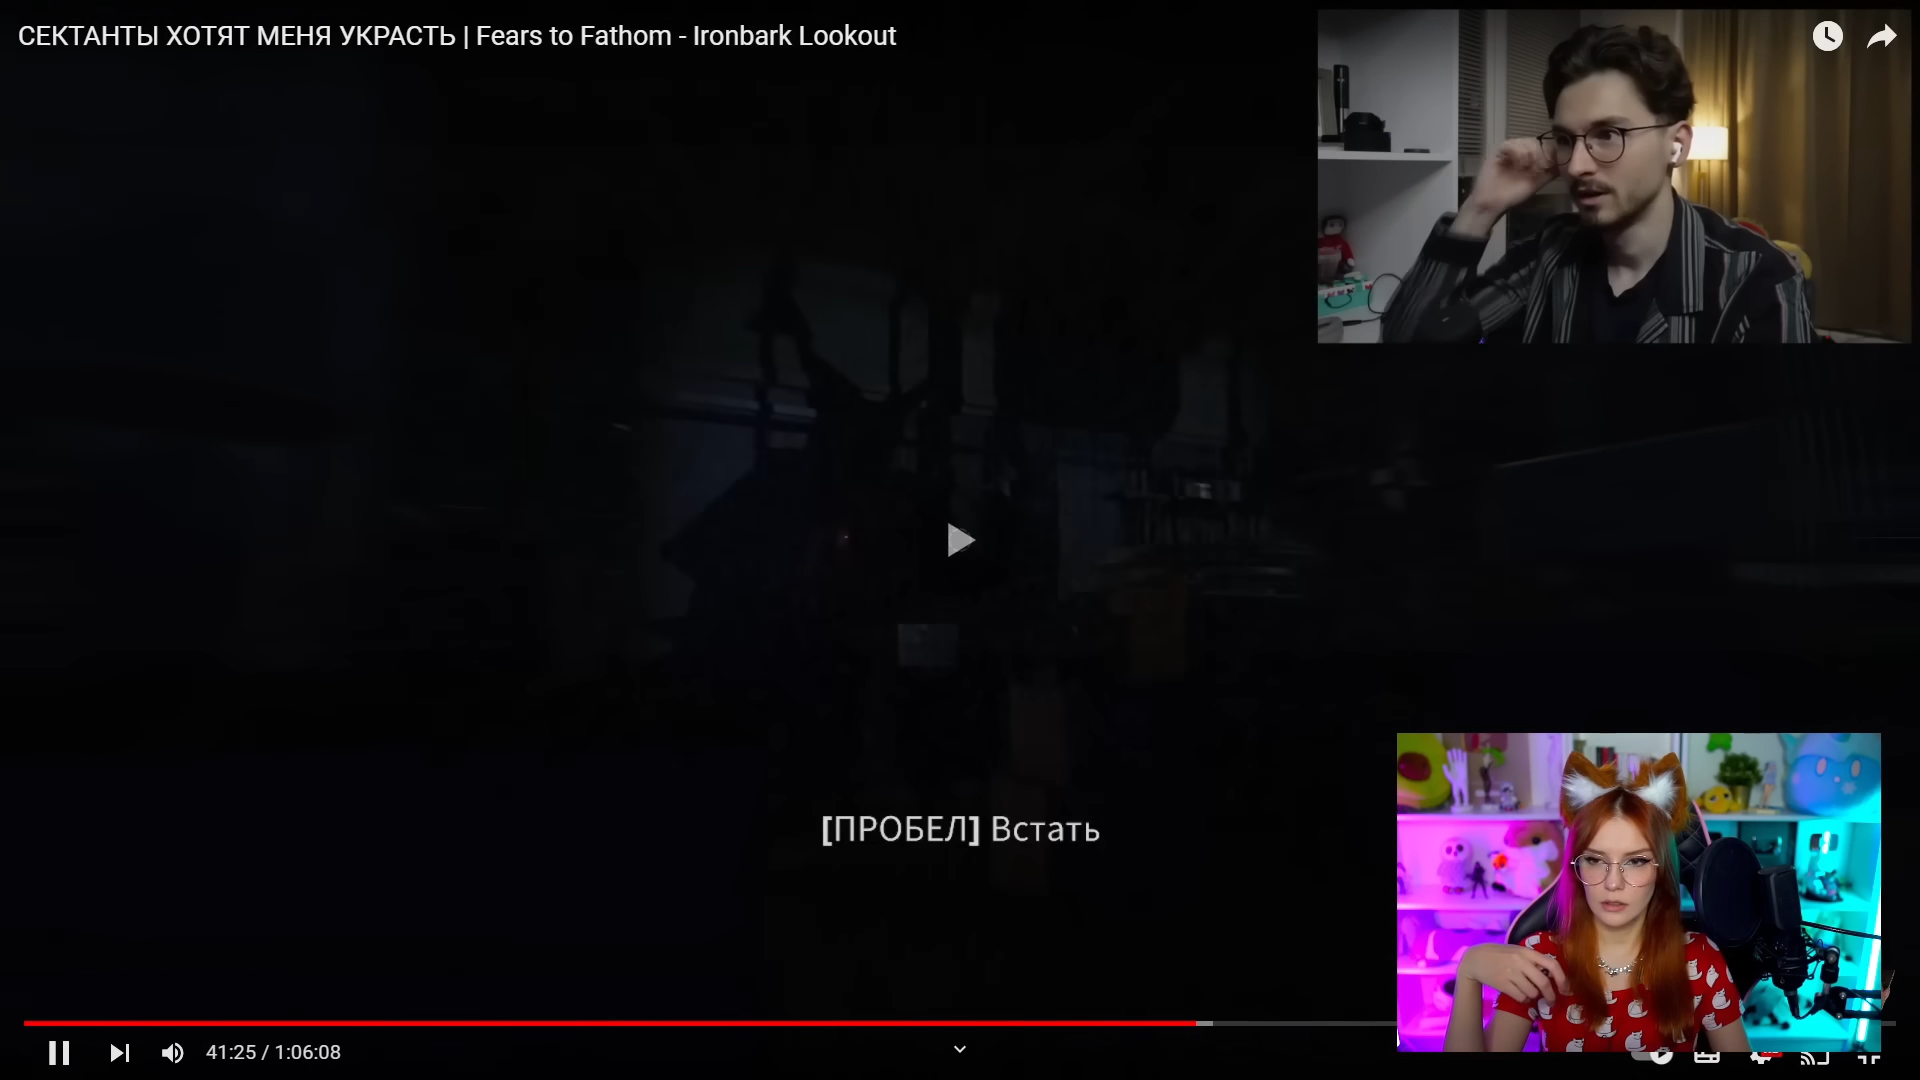 СЕКТАНТЫ ХОТЯТ МЕНЯ УКРАСТЬ | Fears to Fathom - Ironbark Lookout
[ПРОБЕЛ] Встать
41:25 / 1:06:08